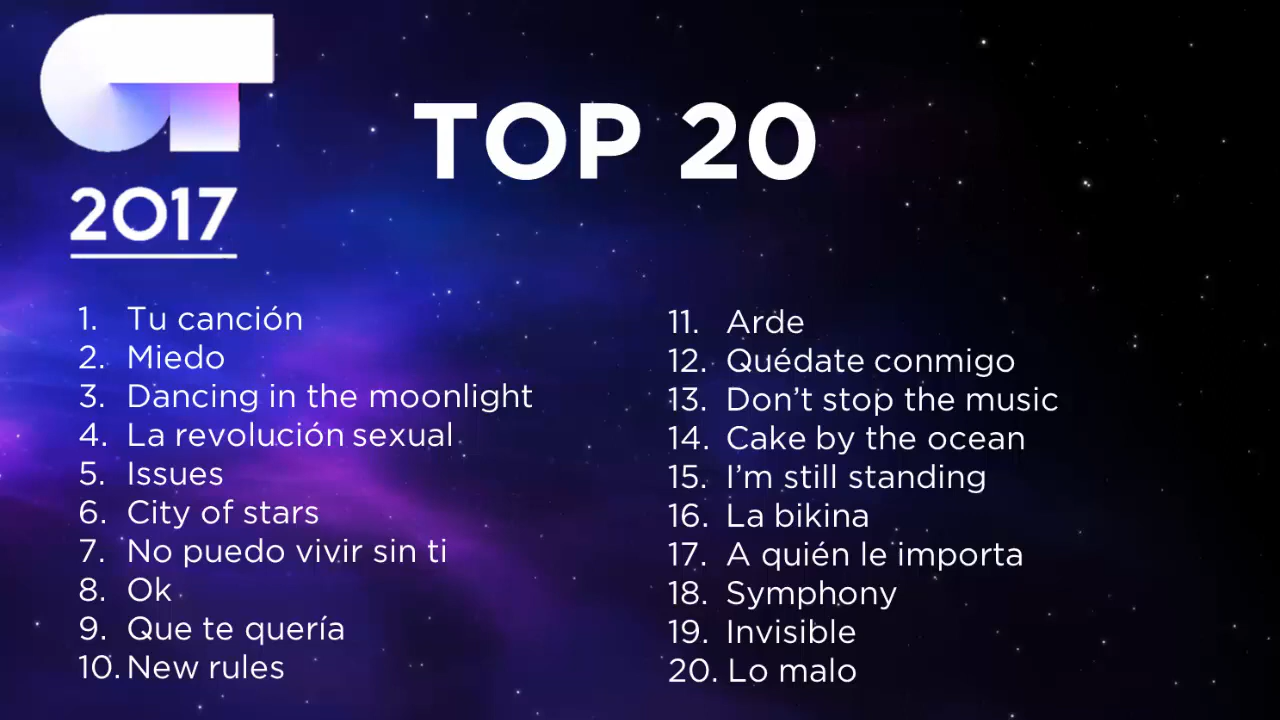 OT
2017
TOP 20
1. Tu canción
2. Miedo
3. Dancing in the moonlight
4. La revolución sexual
5. Issues
6. City of stars
7. No puedo vivir sin ti
8. Ok
9. Que te quería
10. New rules
11. Arde
12. Quédate conmigo
13. Don’t stop the music
14. Cake by the ocean
15. I’m still standing
16. La bikina
17. A quién le importa
18. Symphony
19. Invisible
20. Lo malo